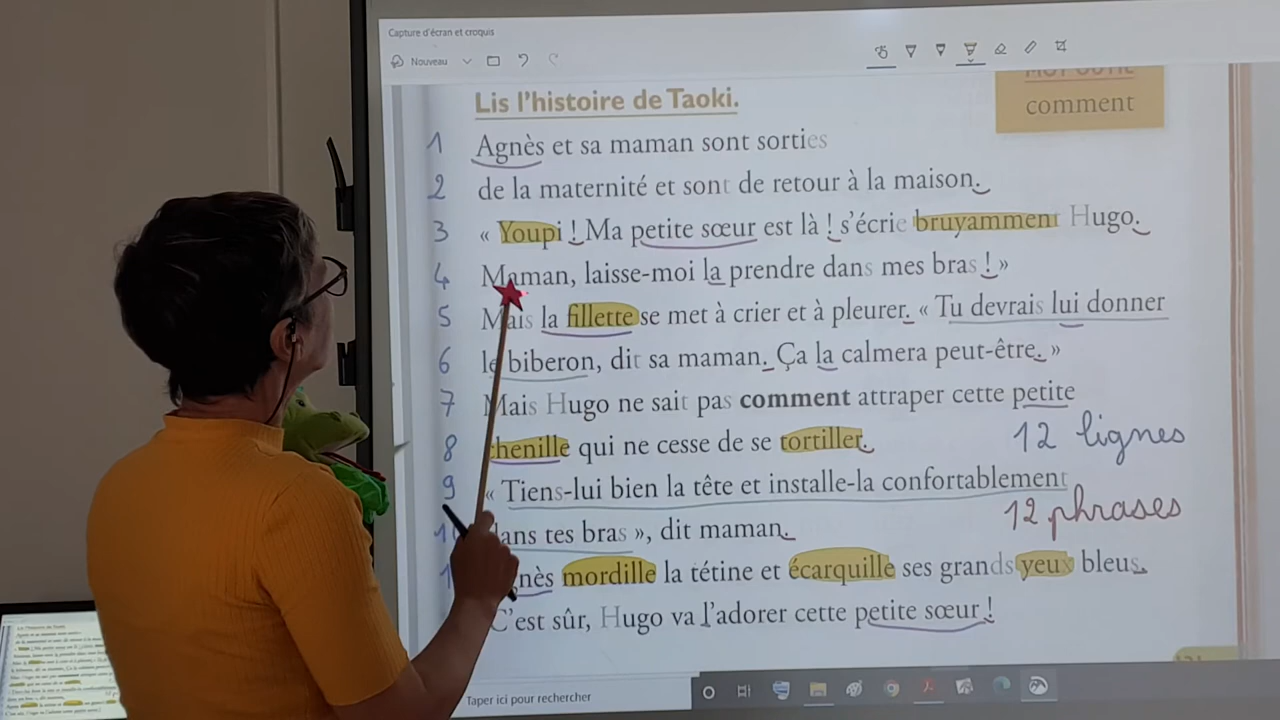 Capture d'écran et croquis
Nouveau
MOT OUTIL
comment
Lis l'histoire de Taoki.
1 Agnès et sa maman sont sorties
2 de la maternité et sont de retour à la maison.
3 « Youpi ! Ma petite sœur est là ! s'écrie bruyamment Hugo.
4 Maman, laisse-moi la prendre dans mes bras ! »
5 Mais la fillette se met à crier et à pleurer. « Tu devrais lui donner
6 le biberon, dit sa maman. Ça la calmera peut-être. »
7 Mais Hugo ne sait pas comment attraper cette petite
8 chenille qui ne cesse de se tortiller.
9 « Tiens-lui bien la tête et installe-la confortablement
dans tes bras », dit maman.
gnès mordille la tétine et écarquille ses grands yeux bleus.
C'est sûr, Hugo va l'adorer cette petite sœur !
12 lignes
12 phrases
Taper ici pour rechercher